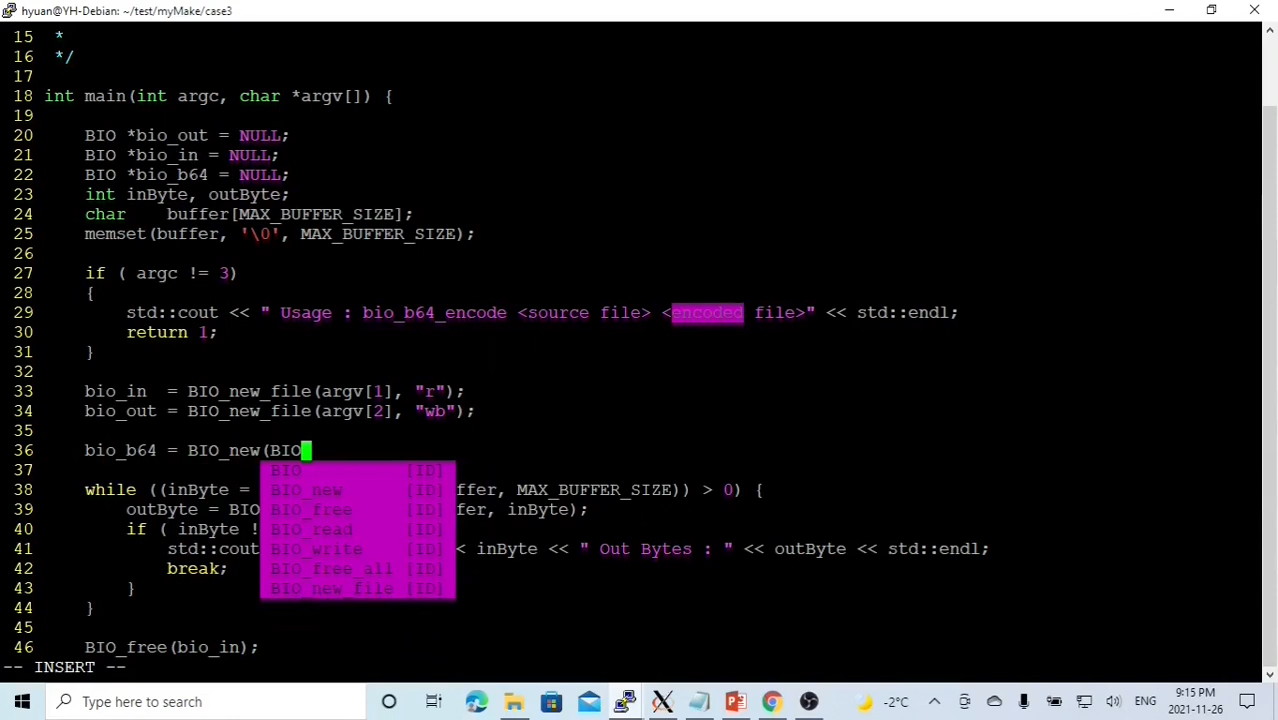 hyuan@YH-Debian: ~/test/myMake/case3
15  *
16  */
17
18 int main(int argc, char *argv[]) {
19
20     BIO *bio_out = NULL;
21     BIO *bio_in = NULL;
22     BIO *bio_b64 = NULL;
23     int inByte, outByte;
24     char    buffer[MAX_BUFFER_SIZE];
25     memset(buffer, '\0', MAX_BUFFER_SIZE);
26
27     if ( argc != 3)
28     {
29         std::cout << " Usage : bio_b64_encode <source file> <encoded file>" << std::endl;
30         return 1;
31     }
32
33     bio_in  = BIO_new_file(argv[1], "r");
34     bio_out = BIO_new_file(argv[2], "wb");
35
36     bio_b64 = BIO_new(BIO
37                   BIO          [ID]
38     while ((inByte =  BIO_new      [ID] ffer, MAX_BUFFER_SIZE)) > 0) {
39         outByte = BIO BIO_free     [ID] fer, inByte);
40         if ( inByte ! BIO_read     [ID]
41             std::cout BIO_write    [ID] < inByte << " Out Bytes : " << outByte << std::endl;
42             break;    BIO_free_all [ID]
43         }             BIO_new_file [ID]
44     }
45
46     BIO_free(bio_in);
-- INSERT --
Type here to search
-2°C
ENG
9:15 PM
2021-11-26